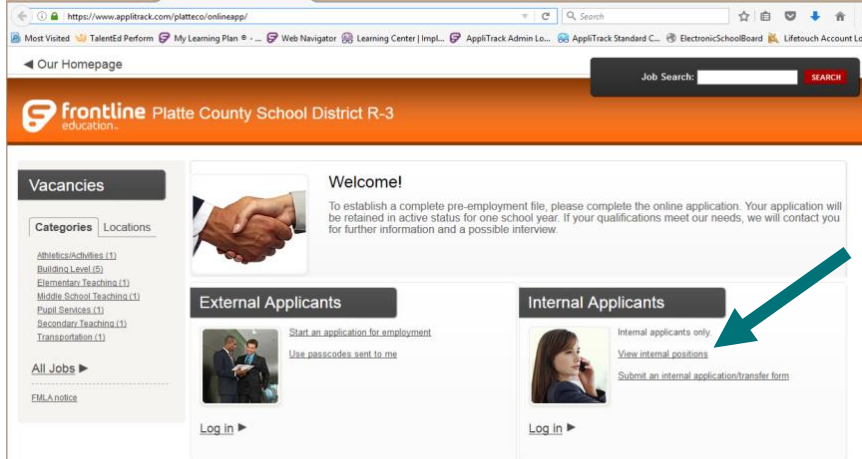 https://www.applitrack.com/platteco/onlineapp/
Search
Most Visited TalentEd Perform My Learning Plan ® - ... Web Navigator Learning Center | Impl... AppliTrack Admin Lo... AppliTrack Standard C... ElectronicSchoolBoard Lifetouch Account Lo
◀ Our Homepage
Job Search: SEARCH
frontline education™ Platte County School District R-3
Vacancies
Categories Locations
Athletics/Activities (1)
Building Level (5)
Elementary Teaching (1)
Middle School Teaching (1)
Pupil Services (1)
Secondary Teaching (1)
Transportation (1)
All Jobs ▶
FMLA notice
Welcome!
To establish a complete pre-employment file, please complete the online application. Your application will
be retained in active status for one school year. If your qualifications meet our needs, we will contact you
for further information and a possible interview.
External Applicants
Start an application for employment
Use passcodes sent to me
Log in ▶
Internal Applicants
Internal applicants only.
View internal positions
Submit an internal application/transfer form
Log in ▶